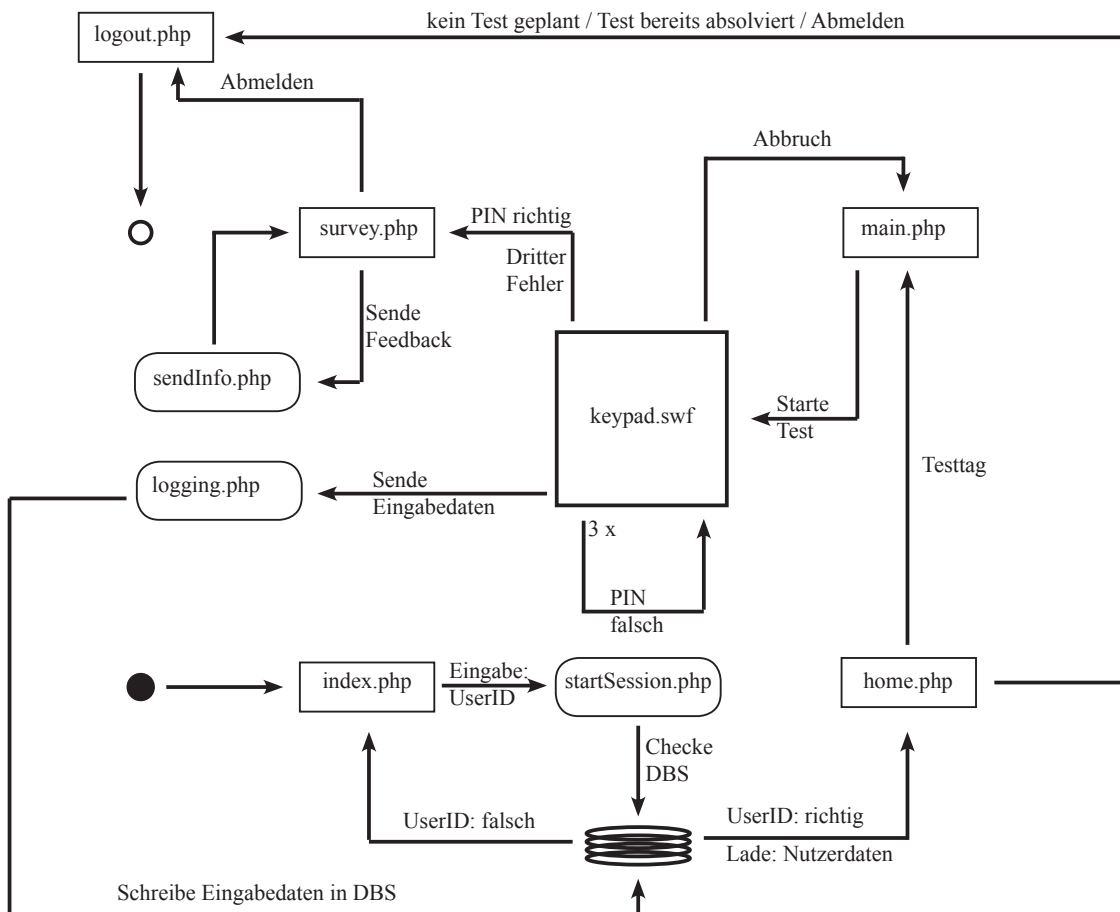 kein Test geplant / Test bereits absolviert / Abmelden
logout.php
Abmelden
Abbruch
survey.php
PIN richtig
main.php
Dritter
Fehler
Sende
Feedback
sendInfo.php
keypad.swf
Starte
Test
Testtag
logging.php
Sende
Eingabedaten
3 x
PIN
falsch
index.php
Eingabe:
UserID
startSession.php
home.php
Checke
DBS
UserID: falsch
UserID: richtig
Lade: Nutzerdaten
Schreibe Eingabedaten in DBS